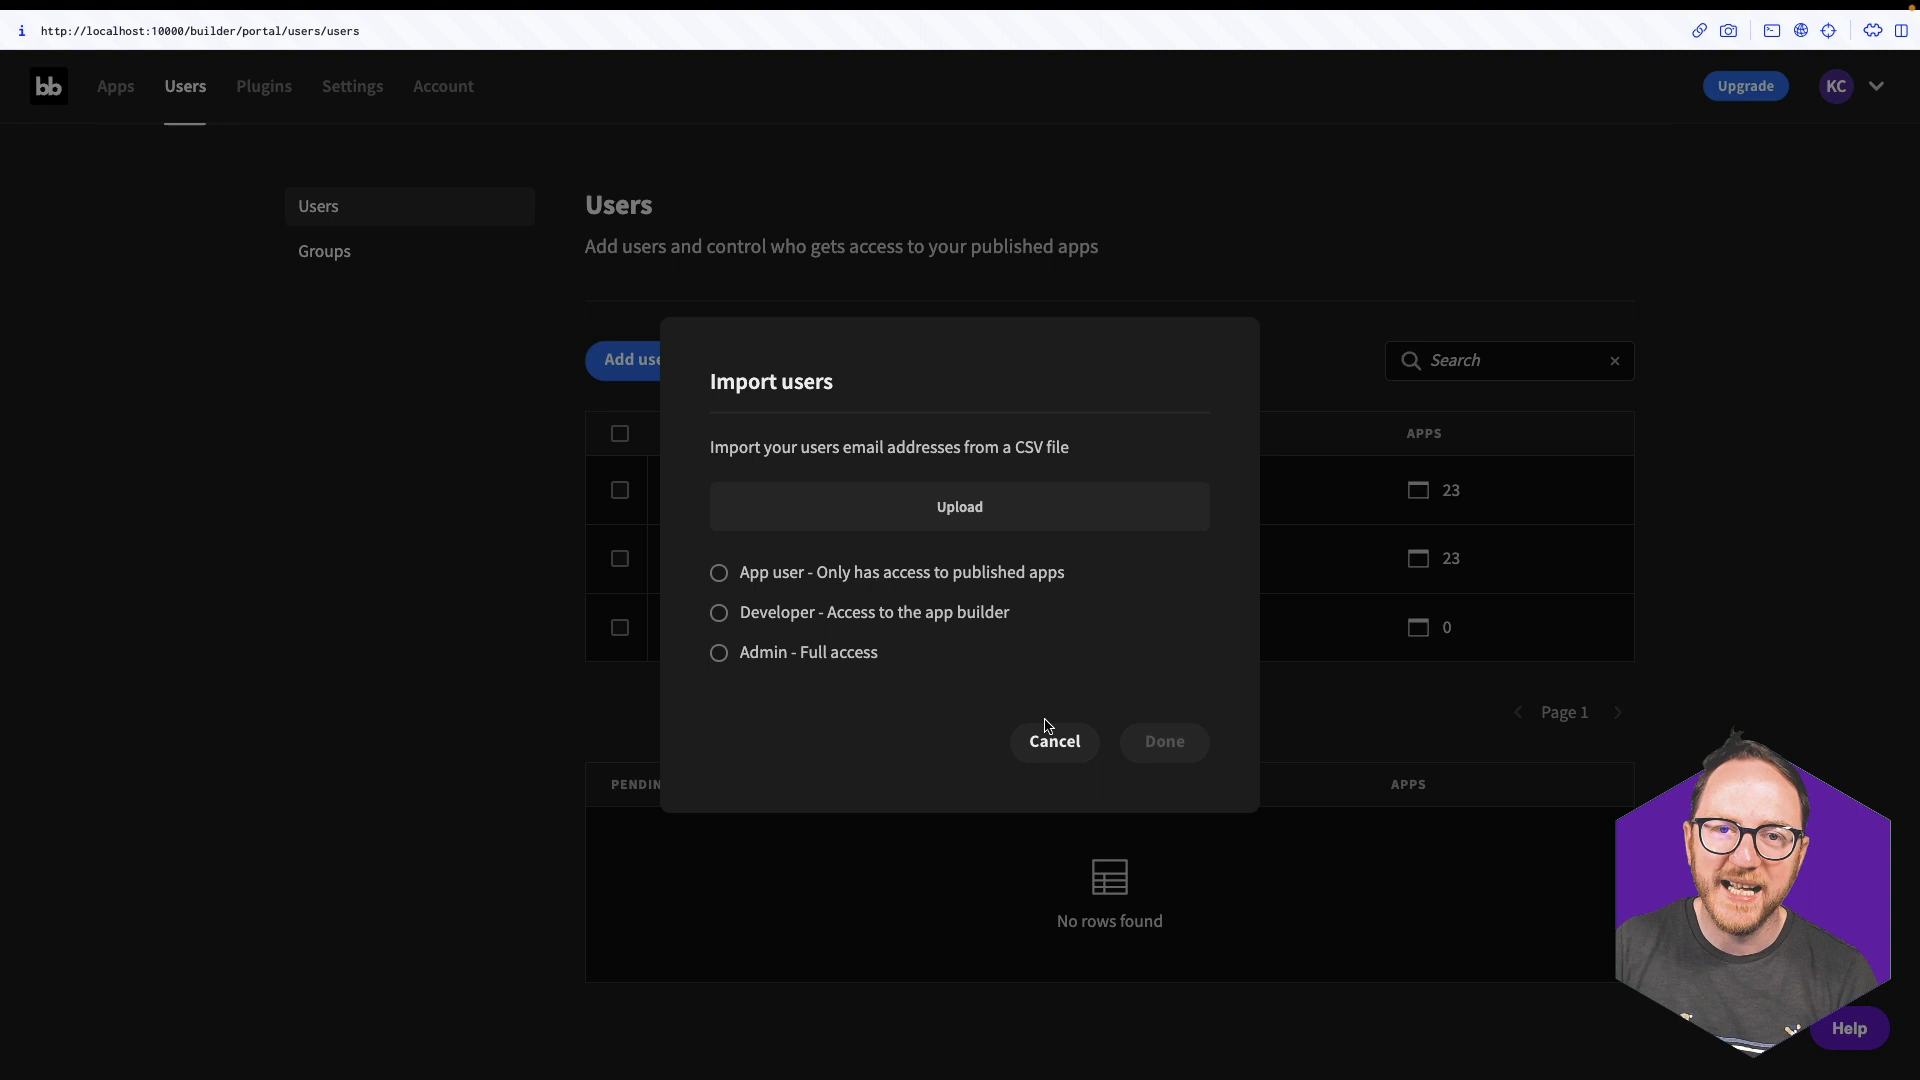 http://localhost:10000/builder/portal/users/users
bb
Apps
Users
Plugins
Settings
Account
Upgrade
KC
Users
Groups
Users
Add users and control who gets access to your published apps
Add use
Search
Import users
Import your users email addresses from a CSV file
Upload
App user - Only has access to published apps
Developer - Access to the app builder
Admin - Full access
Cancel
Done
APPS
23
23
0
Page 1
PENDIN
APPS
No rows found
Help